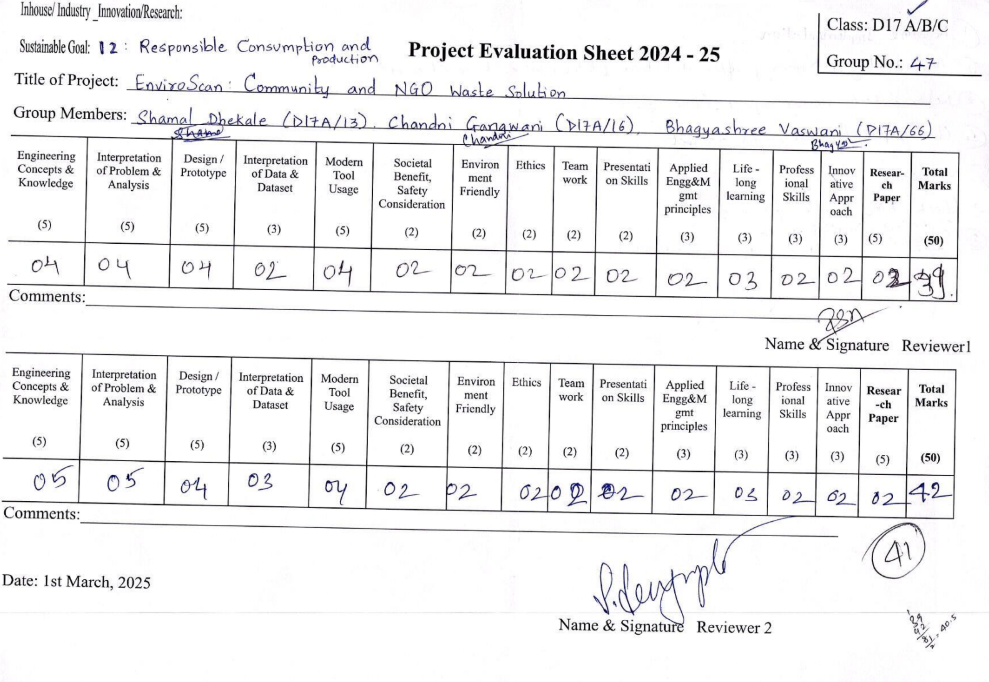 Inhouse/ Industry _Innovation/Research:
Class: D17 A/B/C
Sustainable Goal: 12 : Responsible Consumption and Production
Project Evaluation Sheet 2024 - 25
Group No.: 47
Title of Project: EnviroScan: Community and NGO Waste Solution
Group Members: Shamal Dhekale (D17A/13), Chandni Gangwani (D17A/16), Bhagyashree Vaswani (D17A/66)
Engineering Concepts & Knowledge (5) Interpretation of Problem & Analysis (5) Design / Prototype (5) Interpretation of Data & Dataset (3) Modern Tool Usage (5) Societal Benefit, Safety Consideration (2) Environ ment Friendly (2) Ethics (2) Team work (2) Presentati on Skills (2) Applied Engg&M gmt principles (3) Life - long learning (3) Profess ional Skills (3) Innov ative Appr oach (3) Resear- ch Paper (5) Total Marks (50)
04 04 04 02 04 02 02 02 02 02 02 03 02 02 02 39
Comments:
Name & Signature Reviewer1
Engineering Concepts & Knowledge (5) Interpretation of Problem & Analysis (5) Design / Prototype (5) Interpretation of Data & Dataset (3) Modern Tool Usage (5) Societal Benefit, Safety Consideration (2) Environ ment Friendly (2) Ethics (2) Team work (2) Presentati on Skills (2) Applied Engg&M gmt principles (3) Life - long learning (3) Profess ional Skills (3) Innov ative Appr oach (3) Resear -ch Paper (5) Total Marks (50)
05 05 04 03 04 02 02 02 02 02 02 03 02 02 02 42
Comments:
41
Date: 1st March, 2025
Name & Signature Reviewer 2
39
42
81
40.5